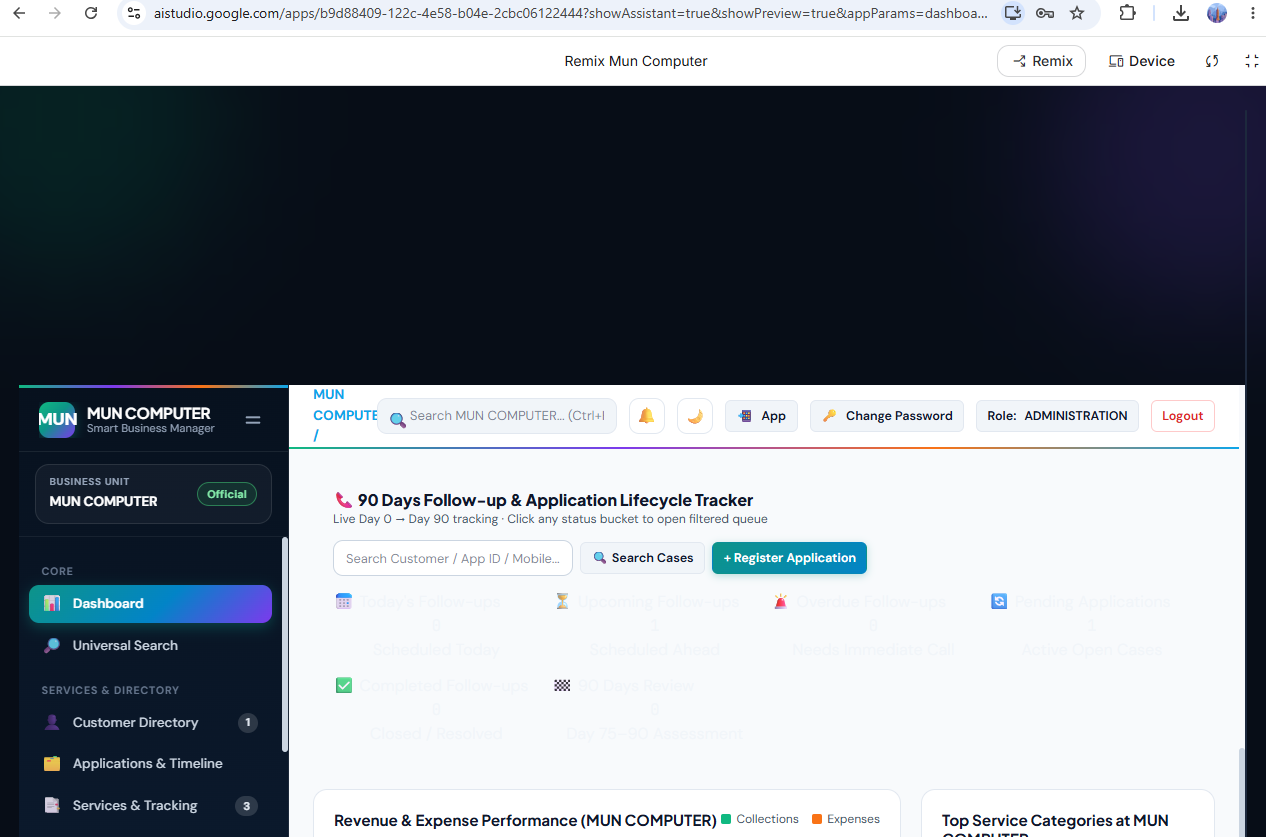 aistudio.google.com/apps/b9d88409-122c-4e58-b04e-2cbc06122444?showAssistant=true&showPreview=true&appParams=dashboa...
Remix Mun Computer
Remix
Device
MUN
MUN COMPUTER
Smart Business Manager
BUSINESS UNIT
MUN COMPUTER
Official
CORE
Dashboard
Universal Search
SERVICES & DIRECTORY
Customer Directory 1
Applications & Timeline
Services & Tracking 3
MUN
COMPUTE
/
Search MUN COMPUTER... (Ctrl+
App
Change Password
Role: ADMINISTRATION
Logout
90 Days Follow-up & Application Lifecycle Tracker
Live Day 0 → Day 90 tracking · Click any status bucket to open filtered queue
Search Customer / App ID / Mobile...
Search Cases
+ Register Application
Today's Follow-ups
Scheduled Today
Upcoming Follow-ups
1
Scheduled Ahead
Overdue Follow-ups
Needs Immediate Call
Pending Applications
1
Active Open Cases
Completed Follow-ups
Closed / Resolved
90 Days Review
Day 75–90 Assessment
Revenue & Expense Performance (MUN COMPUTER)
Collections
Expenses
Top Service Categories at MUN
COMPUTER